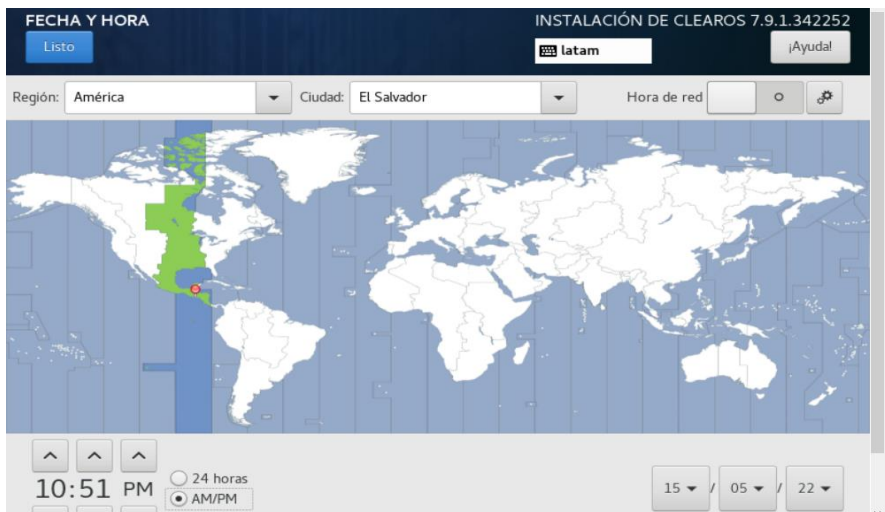 FECHA Y HORA
INSTALACIÓN DE CLEAROS 7.9.1.342252
Listo
latam
¡Ayuda!
Región: América Ciudad: El Salvador Hora de red O
10:51 PM
24 horas
AM/PM
15 / 05 / 22